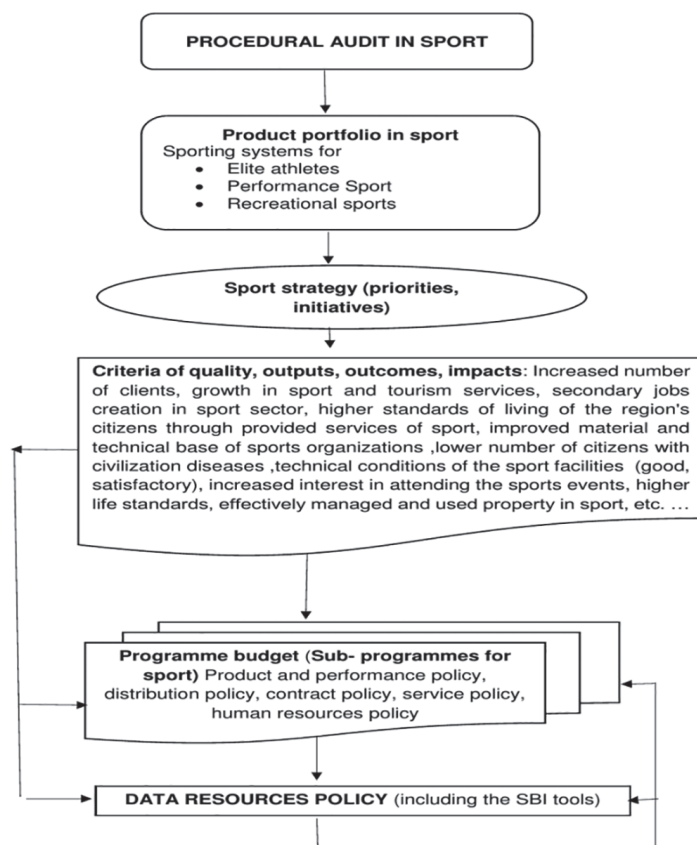 PROCEDURAL AUDIT IN SPORT
Product portfolio in sport
Sporting systems for
• Elite athletes
• Performance Sport
• Recreational sports
Sport strategy (priorities,
initiatives)
Criteria of quality, outputs, outcomes, impacts: Increased number
of clients, growth in sport and tourism services, secondary jobs
creation in sport sector, higher standards of living of the region's
citizens through provided services of sport, improved material and
technical base of sports organizations ,lower number of citizens with
civilization diseases ,technical conditions of the sport facilities (good,
satisfactory), increased interest in attending the sports events, higher
life standards, effectively managed and used property in sport, etc. ...
Programme budget (Sub- programmes for
sport) Product and performance policy,
distribution policy, contract policy, service policy,
human resources policy
DATA RESOURCES POLICY (including the SBI tools)